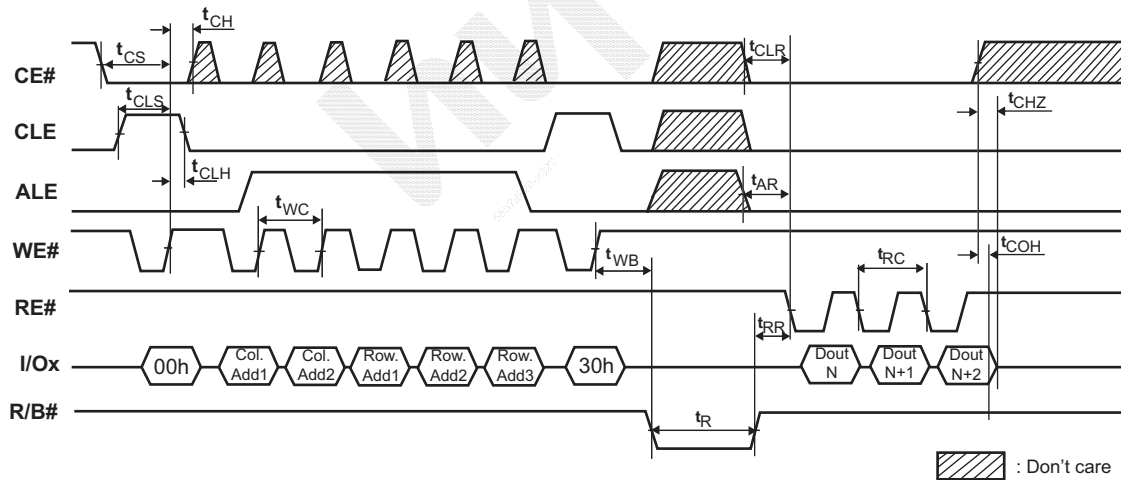 tCH
tCS
tCLR
CE#
tCLS
tCHZ
CLE
tCLH
ALE
tAR
tWC
WE#
tWB
tCOH
tRC
RE#
tRR
I/Ox
00h
Col. Add1
Col. Add2
Row. Add1
Row. Add2
Row. Add3
30h
Dout N
Dout N+1
Dout N+2
R/B#
tR
: Don't care